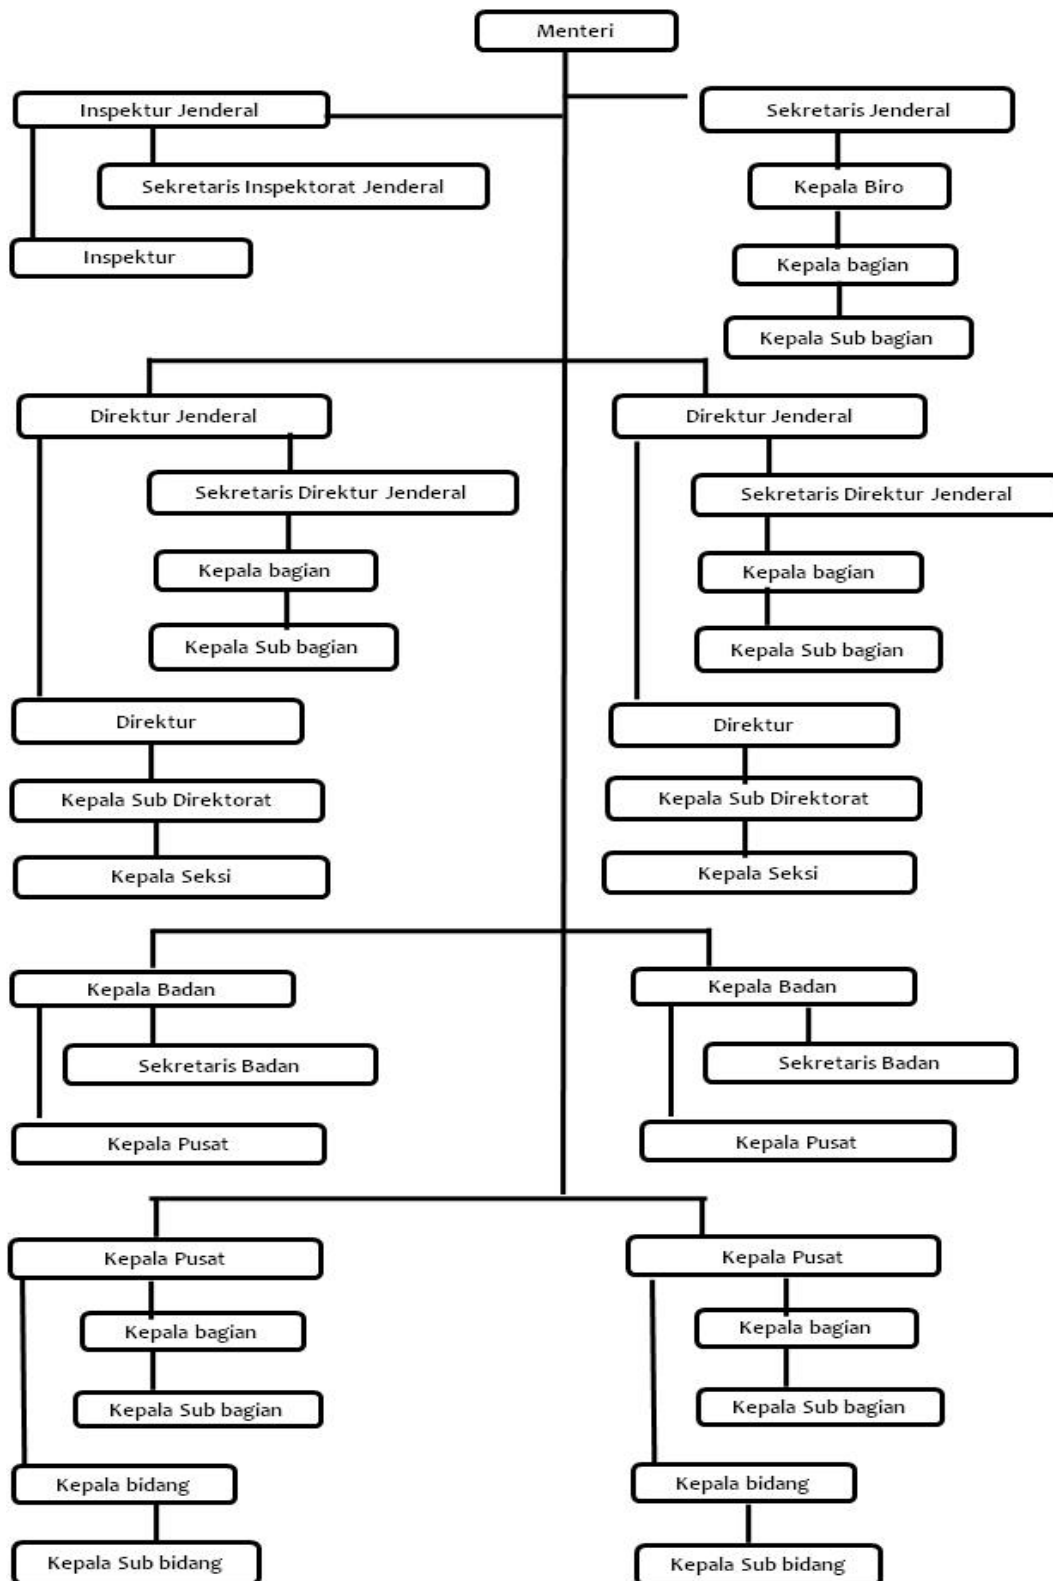 Menteri
Inspektur Jenderal
Sekretaris Jenderal
Sekretaris Inspektorat Jenderal
Kepala Biro
Inspektur
Kepala bagian
Kepala Sub bagian
Direktur Jenderal
Direktur Jenderal
Sekretaris Direktur Jenderal
Sekretaris Direktur Jenderal
Kepala bagian
Kepala bagian
Kepala Sub bagian
Kepala Sub bagian
Direktur
Direktur
Kepala Sub Direktorat
Kepala Sub Direktorat
Kepala Seksi
Kepala Seksi
Kepala Badan
Kepala Badan
Sekretaris Badan
Sekretaris Badan
Kepala Pusat
Kepala Pusat
Kepala Pusat
Kepala Pusat
Kepala bagian
Kepala bagian
Kepala Sub bagian
Kepala Sub bagian
Kepala bidang
Kepala bidang
Kepala Sub bidang
Kepala Sub bidang